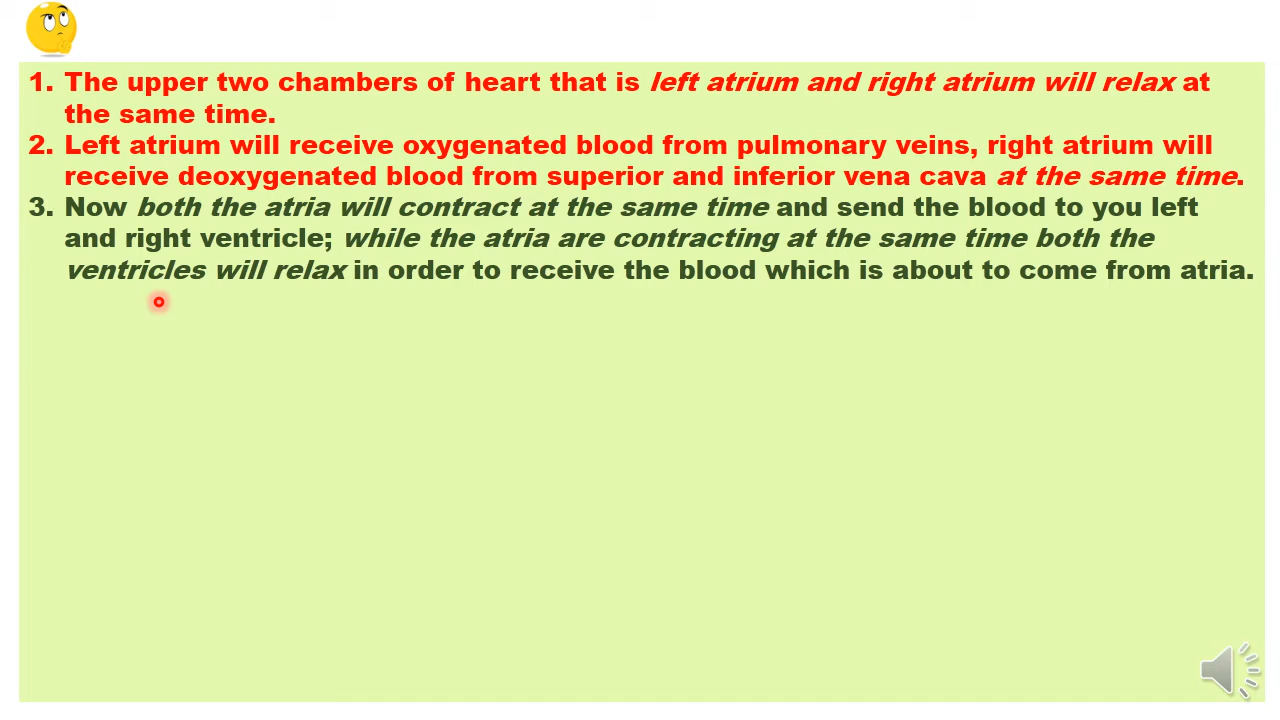 1. The upper two chambers of heart that is left atrium and right atrium will relax at
the same time.
2. Left atrium will receive oxygenated blood from pulmonary veins, right atrium will
receive deoxygenated blood from superior and inferior vena cava at the same time.
3. Now both the atria will contract at the same time and send the blood to you left
and right ventricle; while the atria are contracting at the same time both the
ventricles will relax in order to receive the blood which is about to come from atria.